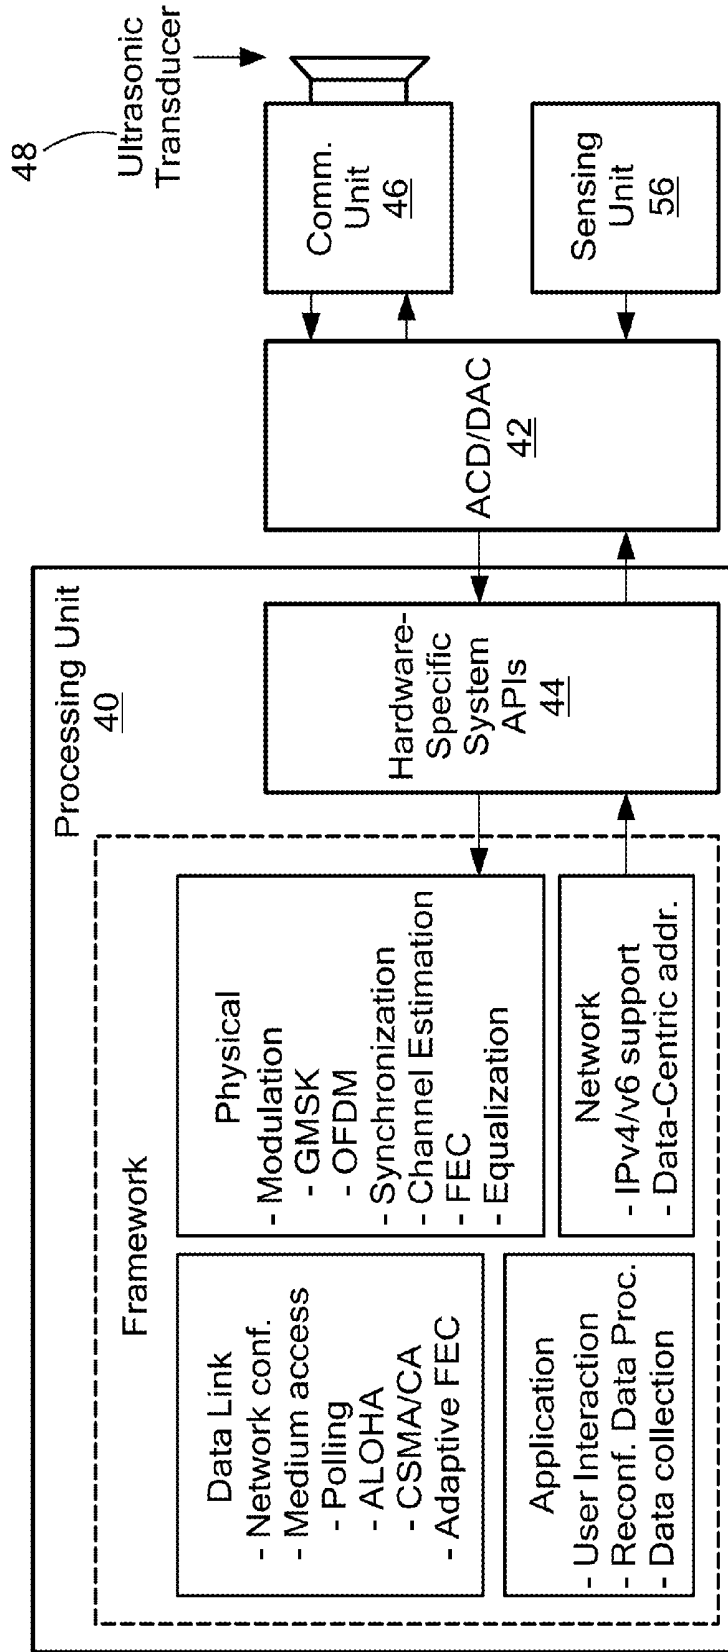 Processing Unit
40
Framework
Data Link
- Network conf.
- Medium access
- Polling
- ALOHA
- CSMA/CA
- Adaptive FEC
Physical
- Modulation
- GMSK
- OFDM
- Synchronization
- Channel Estimation
- FEC
- Equalization
Application
- User Interaction
- Reconf. Data Proc.
- Data collection
Network
- IPv4/v6 support
- Data-Centric addr.
Hardware-
Specific
System
APIs
44
ACD/DAC
42
48
Ultrasonic
Transducer
Comm.
Unit
46
Sensing
Unit
56